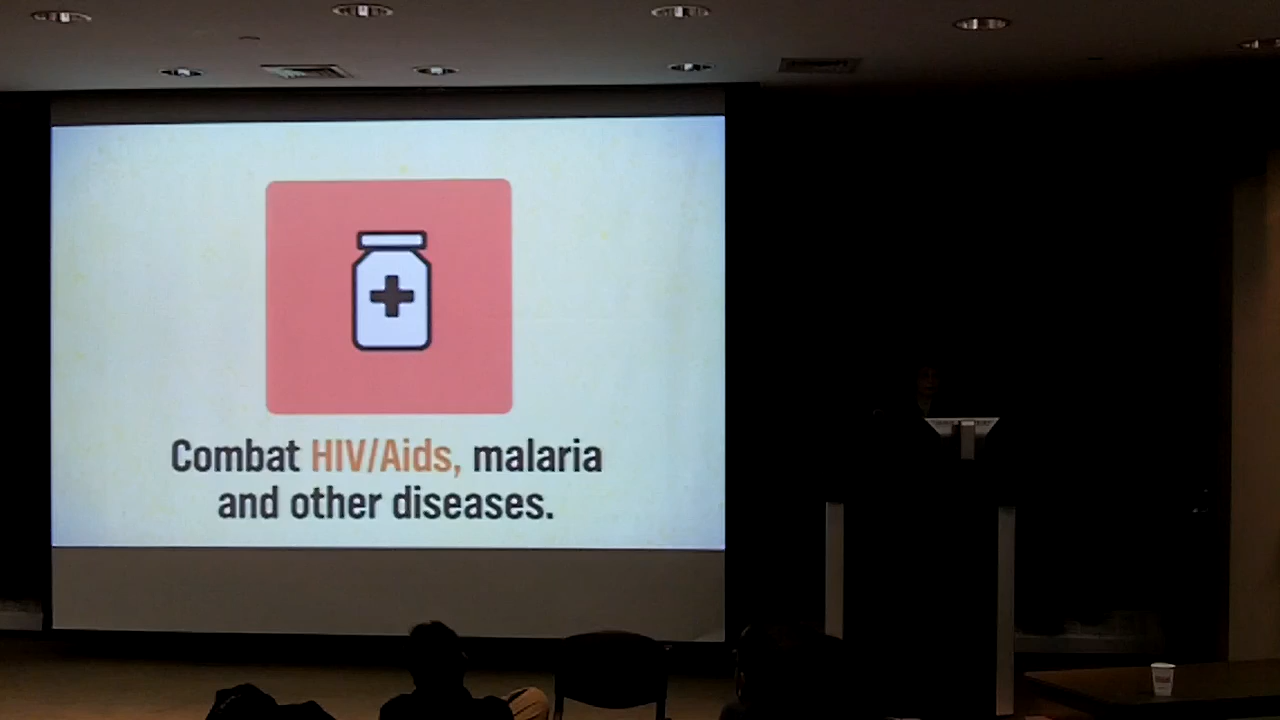 Combat HIV/Aids, malaria
and other diseases.